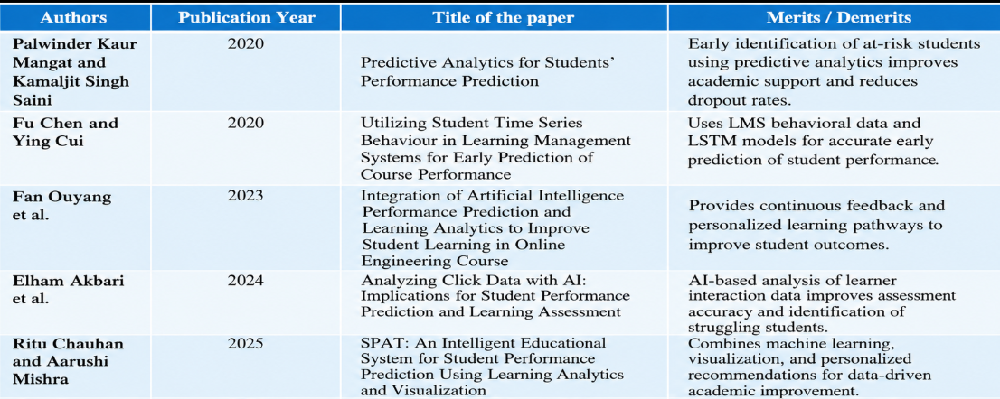 Authors
Publication Year
Title of the paper
Merits / Demerits
Palwinder Kaur
Mangat and
Kamaljit Singh
Saini
2020
Predictive Analytics for Students’
Performance Prediction
Early identification of at-risk students
using predictive analytics improves
academic support and reduces
dropout rates.
Fu Chen and
Ying Cui
2020
Utilizing Student Time Series
Behaviour in Learning Management
Systems for Early Prediction of
Course Performance
Uses LMS behavioral data and
LSTM models for accurate early
prediction of student performance.
Fan Ouyang
et al.
2023
Integration of Artificial Intelligence
Performance Prediction and
Learning Analytics to Improve
Student Learning in Online
Engineering Course
Provides continuous feedback and
personalized learning pathways to
improve student outcomes.
Elham Akbari
et al.
2024
Analyzing Click Data with AI:
Implications for Student Performance
Prediction and Learning Assessment
AI-based analysis of learner
interaction data improves assessment
accuracy and identification of
struggling students.
Ritu Chauhan
and Aarushi
Mishra
2025
SPAT: An Intelligent Educational
System for Student Performance
Prediction Using Learning Analytics
and Visualization
Combines machine learning,
visualization, and personalized
recommendations for data-driven
academic improvement.